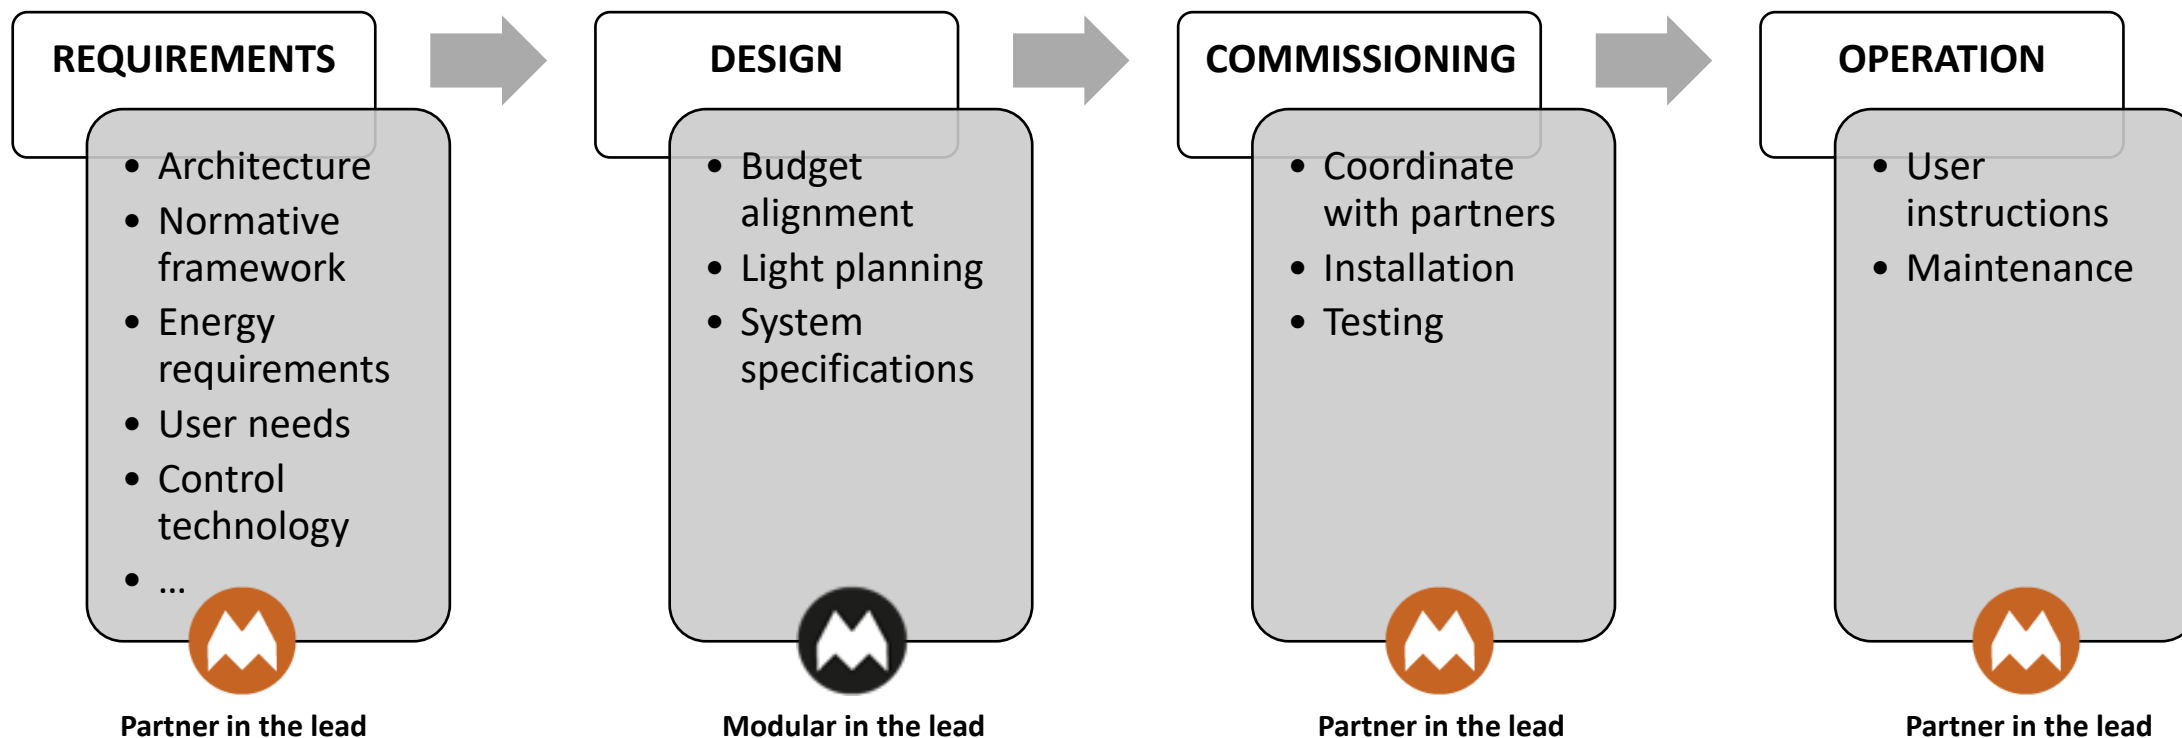 REQUIREMENTS
• Architecture
• Normative
framework
• Energy
requirements
• User needs
• Control
technology
• ...
Partner in the lead
DESIGN
• Budget
alignment
• Light planning
• System
specifications
Modular in the lead
COMMISSIONING
• Coordinate
with partners
• Installation
• Testing
Partner in the lead
OPERATION
• User
instructions
• Maintenance
Partner in the lead